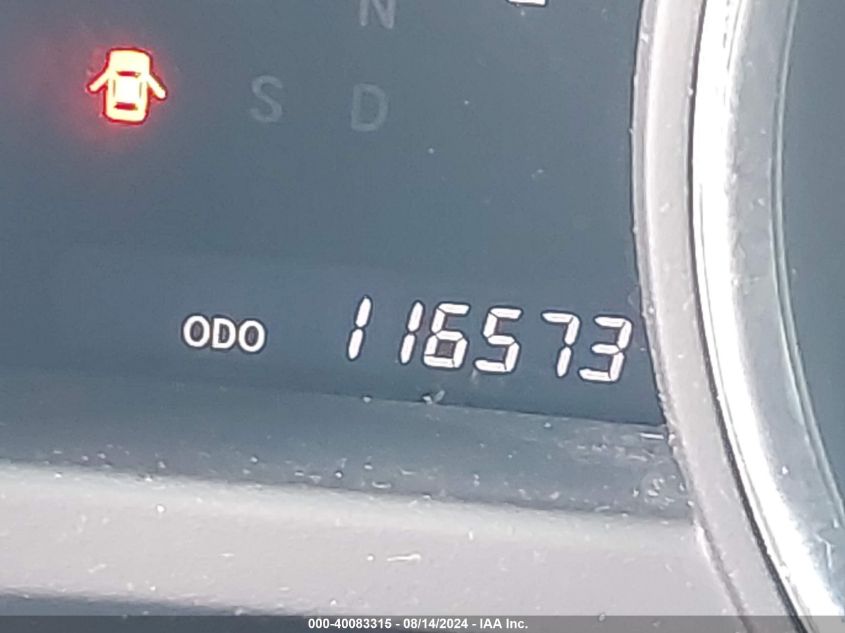 N
S D
ODO 116573
000-40083315 - 08/14/2024 - IAA Inc.